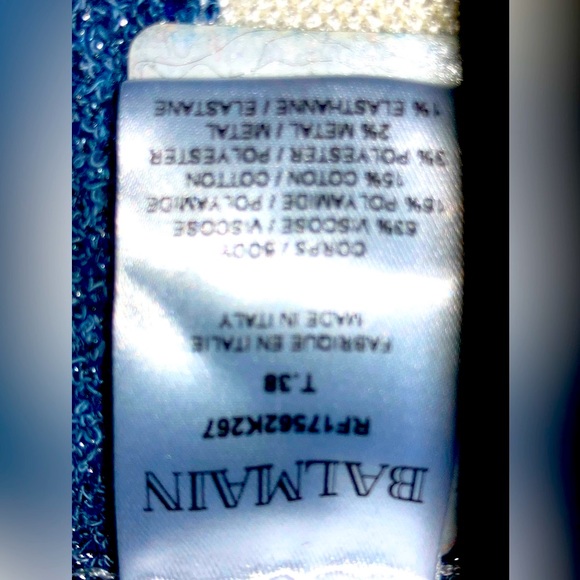 BALMAIN
RF17562K267
T.38
FABRIQUE EN ITALIE
MADE IN ITALY
CORPS / BODY
63% VISCOSE / VISCOSE
16% POLYAMIDE / POLYAMIDE
15% COTON / COTTON
3% POLYESTER / POLYESTER
2% METAL / METAL
1% ELASTHANNE / ELASTANE